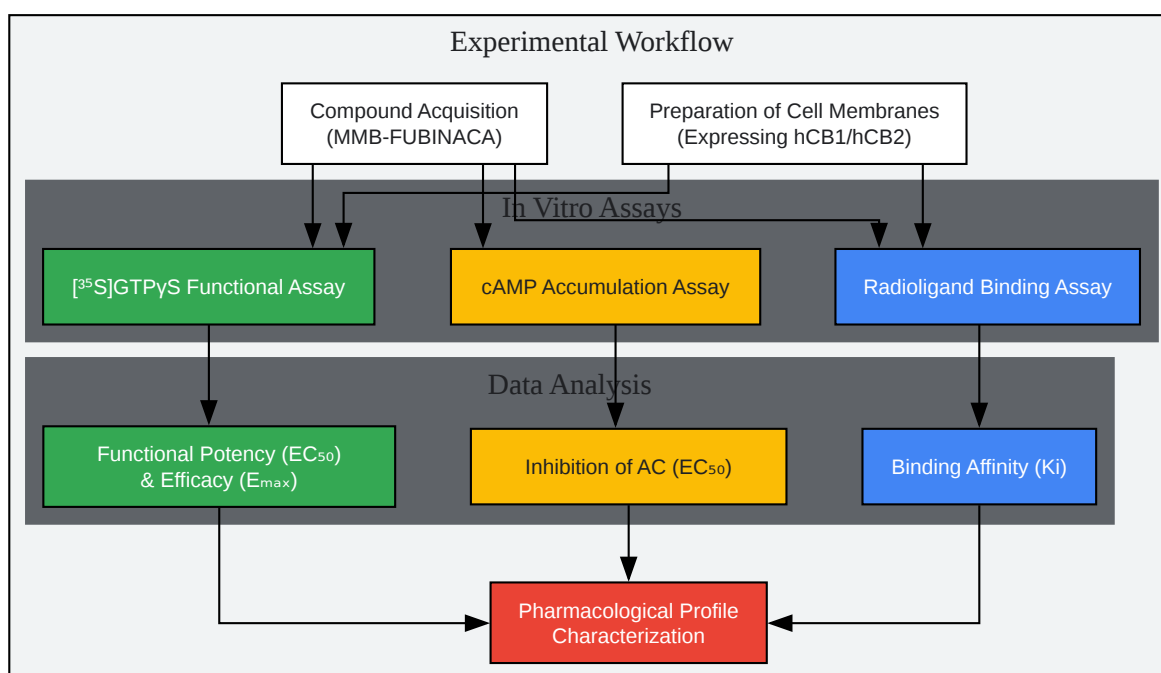 Experimental Workflow
Compound Acquisition
(MMB-FUBINACA)
Preparation of Cell Membranes
(Expressing hCB1/hCB2)
In Vitro Assays
[³⁵S]GTPγS Functional Assay
cAMP Accumulation Assay
Radioligand Binding Assay
Data Analysis
Functional Potency (EC₅₀)
& Efficacy (Eₘₐₓ)
Inhibition of AC (EC₅₀)
Binding Affinity (Ki)
Pharmacological Profile
Characterization